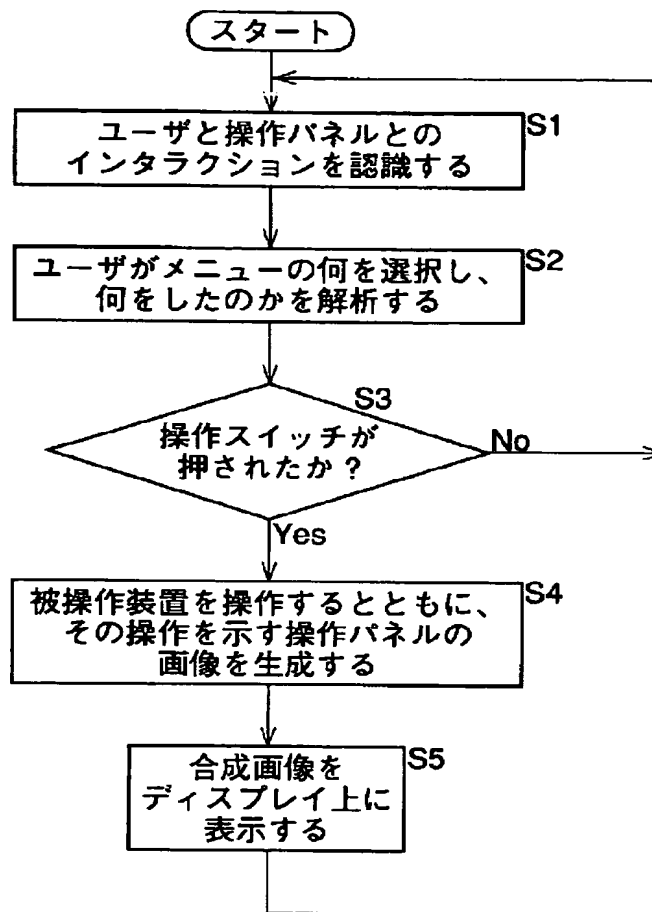 スタート
ユーザと操作パネルとの
インタラクションを認識する
S1
ユーザがメニューの何を選択し、
何をしたのかを解析する
S2
S3
操作スイッチが
押されたか？
No
Yes
被操作装置を操作するとともに、
その操作を示す操作パネルの
画像を生成する
S4
合成画像を
ディスプレイ上に
表示する
S5